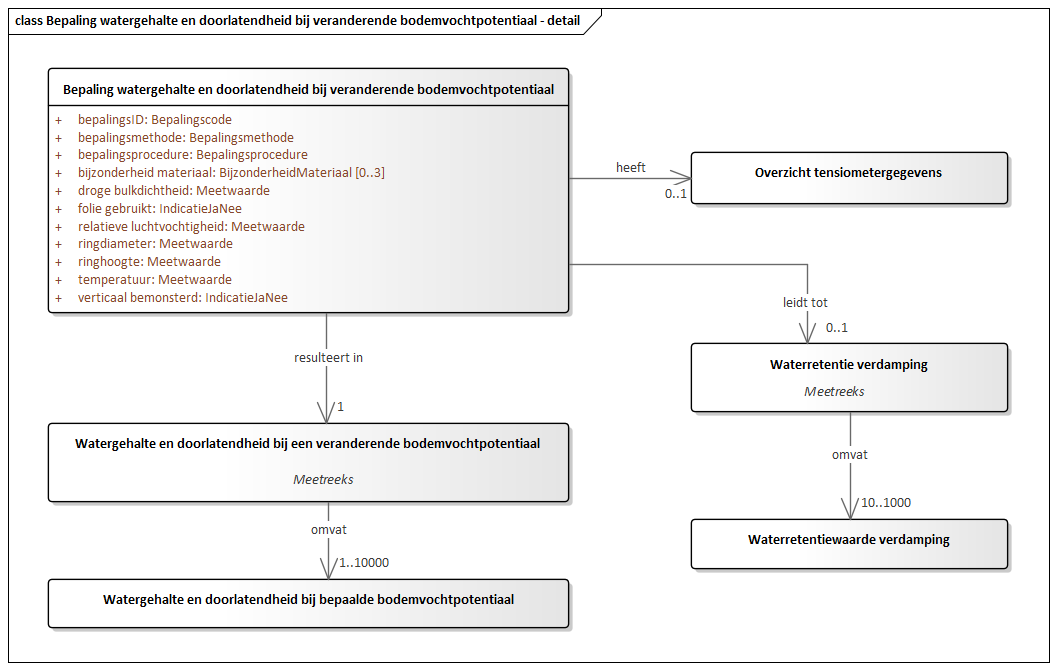 class Bepaling watergehalte en doorlatendheid bij veranderende bodemvochtpotentiaal - detail
Bepaling watergehalte en doorlatendheid bij veranderende bodemvochtpotentiaal
+ bepalingsID: Bepalingscode
+ bepalingsmethode: Bepalingsmethode
+ bepalingsprocedure: Bepalingsprocedure
+ bijzonderheid materiaal: BijzonderheidMateriaal [0..3]
+ droge bulkdichtheid: Meetwaarde
+ folie gebruikt: IndicatieJaNee
+ relatieve luchtvochtigheid: Meetwaarde
+ ringdiameter: Meetwaarde
+ ringhoogte: Meetwaarde
+ temperatuur: Meetwaarde
+ verticaal bemonsterd: IndicatieJaNee
heeft
0..1
Overzicht tensiometergegevens
leidt tot
0..1
Waterretentie verdamping
Meetreeks
omvat
10..1000
Waterretentiewaarde verdamping
resulteert in
1
Watergehalte en doorlatendheid bij een veranderende bodemvochtpotentiaal
Meetreeks
omvat
1..10000
Watergehalte en doorlatendheid bij bepaalde bodemvochtpotentiaal